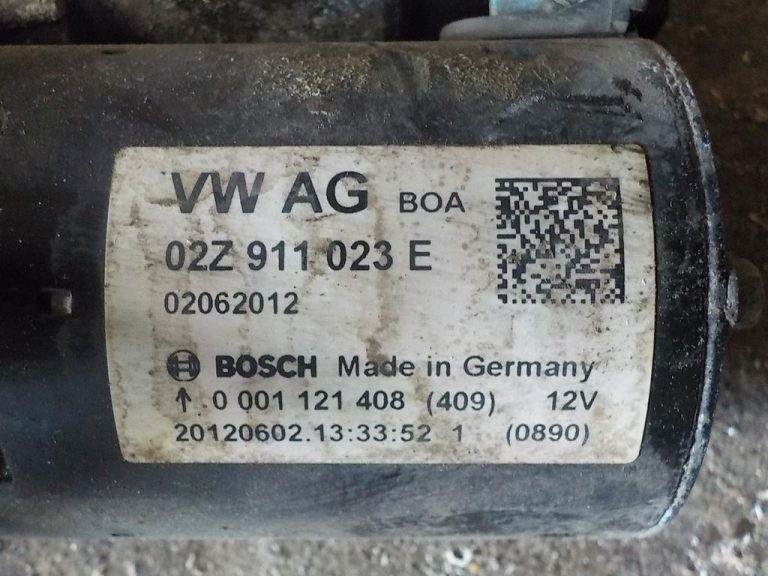 VW AG BOA
02Z 911 023 E
02062012
BOSCH Made in Germany
↑ 0 001 121 408 (409) 12V
20120602.13:33:52 1 (0890)